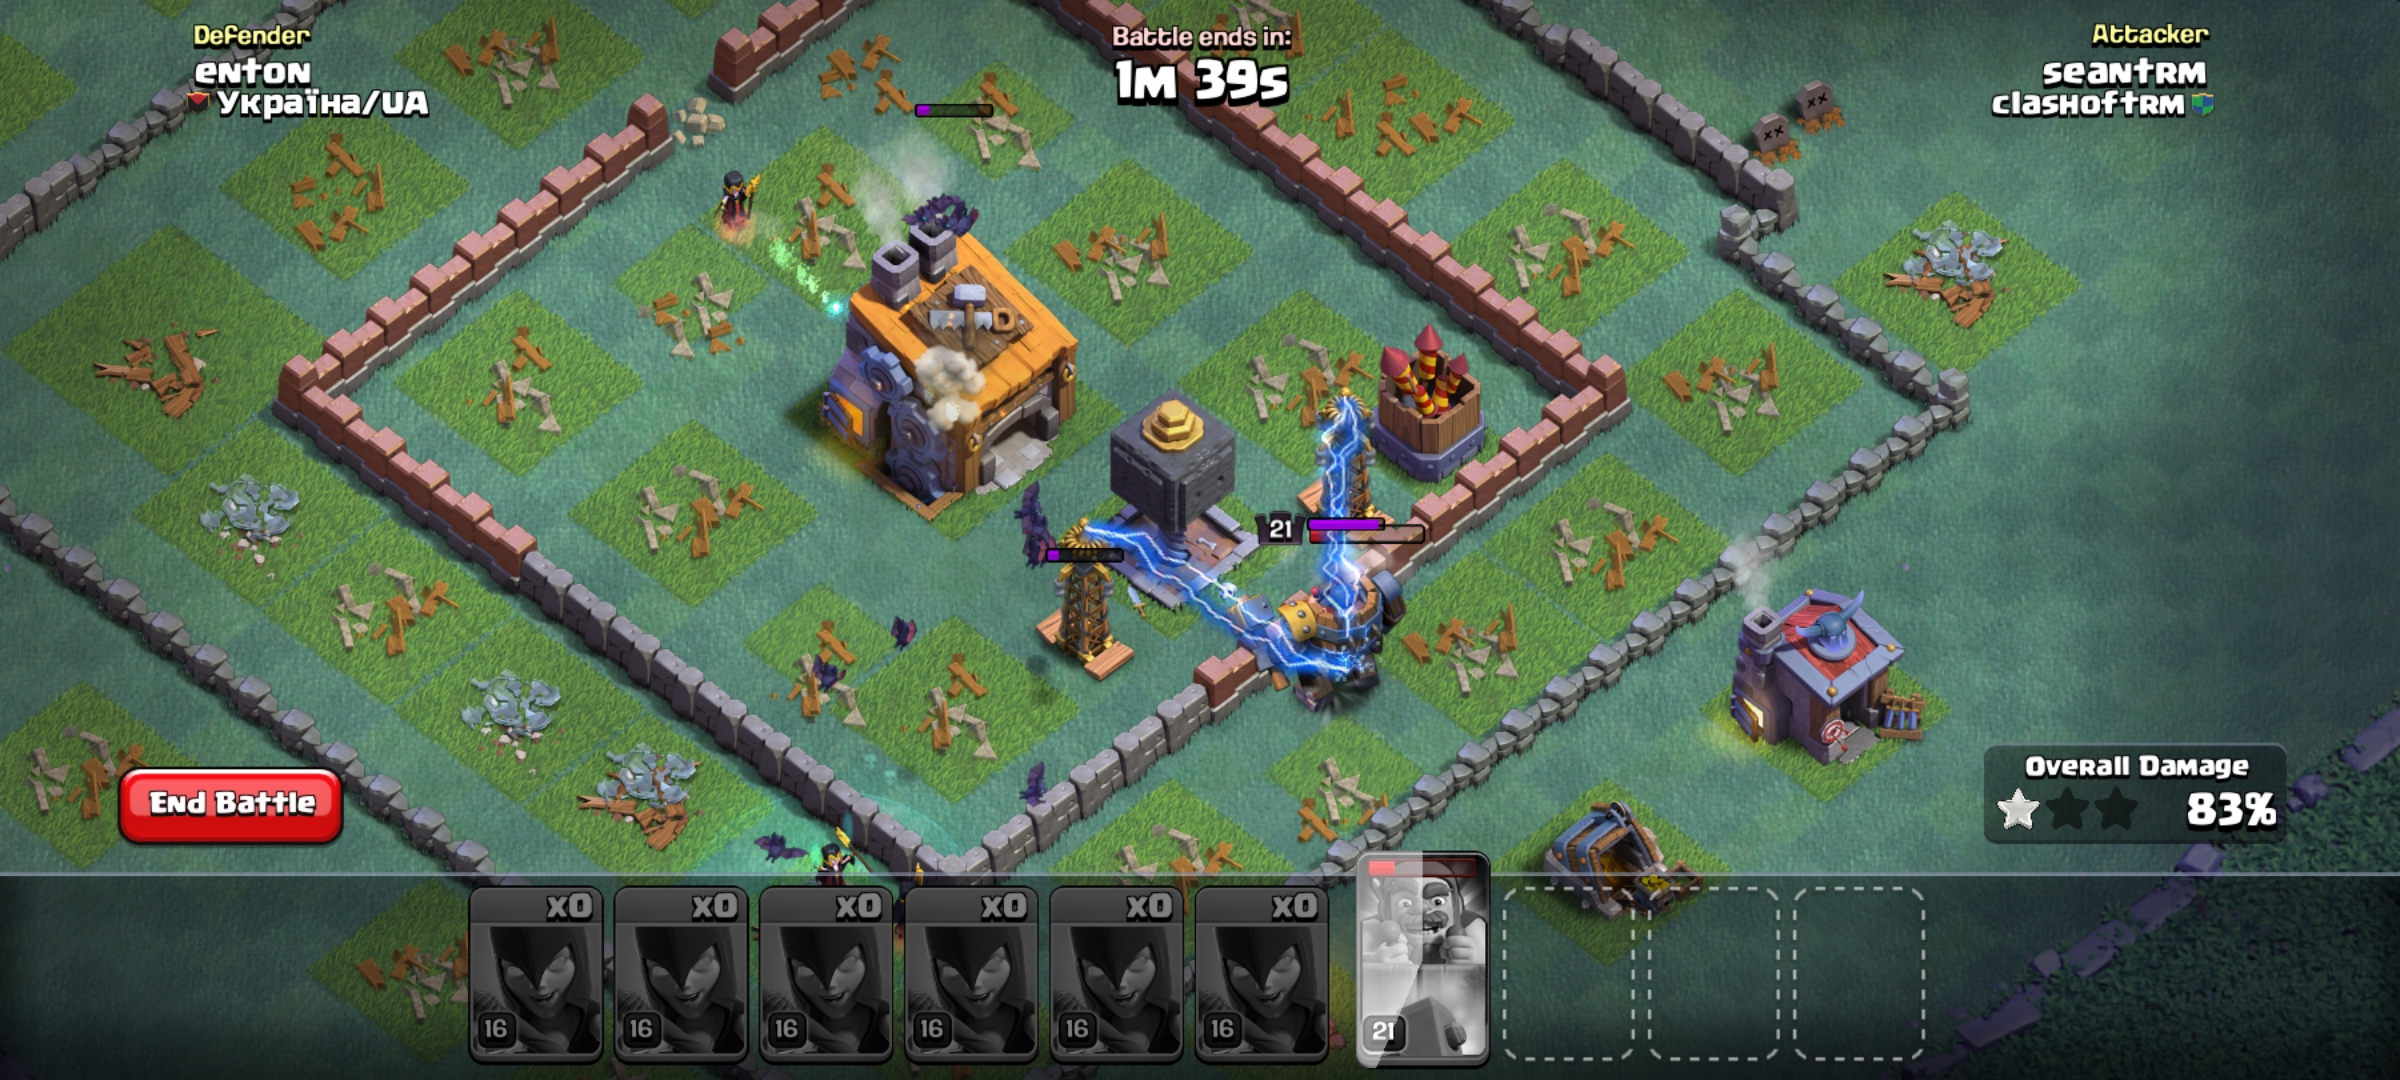 Defender
enton
Україна/UA
Battle ends in:
1M 39s
Attacker
seantRM
clashoftRM
21
End Battle
Overall Damage
83%
x0
x0
x0
x0
x0
x0
16
16
16
16
16
16
21